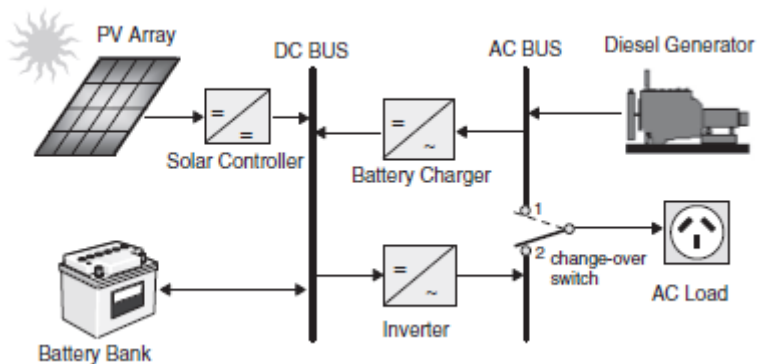 PV Array
DC BUS
AC BUS
Diesel Generator
=
=
Solar Controller
=
~
Battery Charger
1
2
change-over
switch
AC Load
=
~
Inverter
Battery Bank